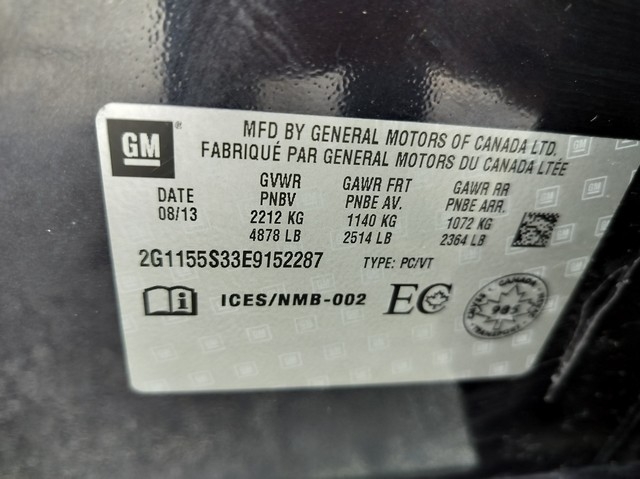 GM
MFD BY GENERAL MOTORS OF CANADA LTD.
FABRIQUÉ PAR GENERAL MOTORS DU CANADA LTÉE
DATE
08/13
GVWR
PNBV
2212 KG
4878 LB
GAWR FRT
PNBE AV.
1140 KG
2514 LB
GAWR RR
PNBE ARR.
1072 KG
2364 LB
2G1155S33E9152287 TYPE: PC/VT
ICES/NMB-002
EC
905
TRANSPORT